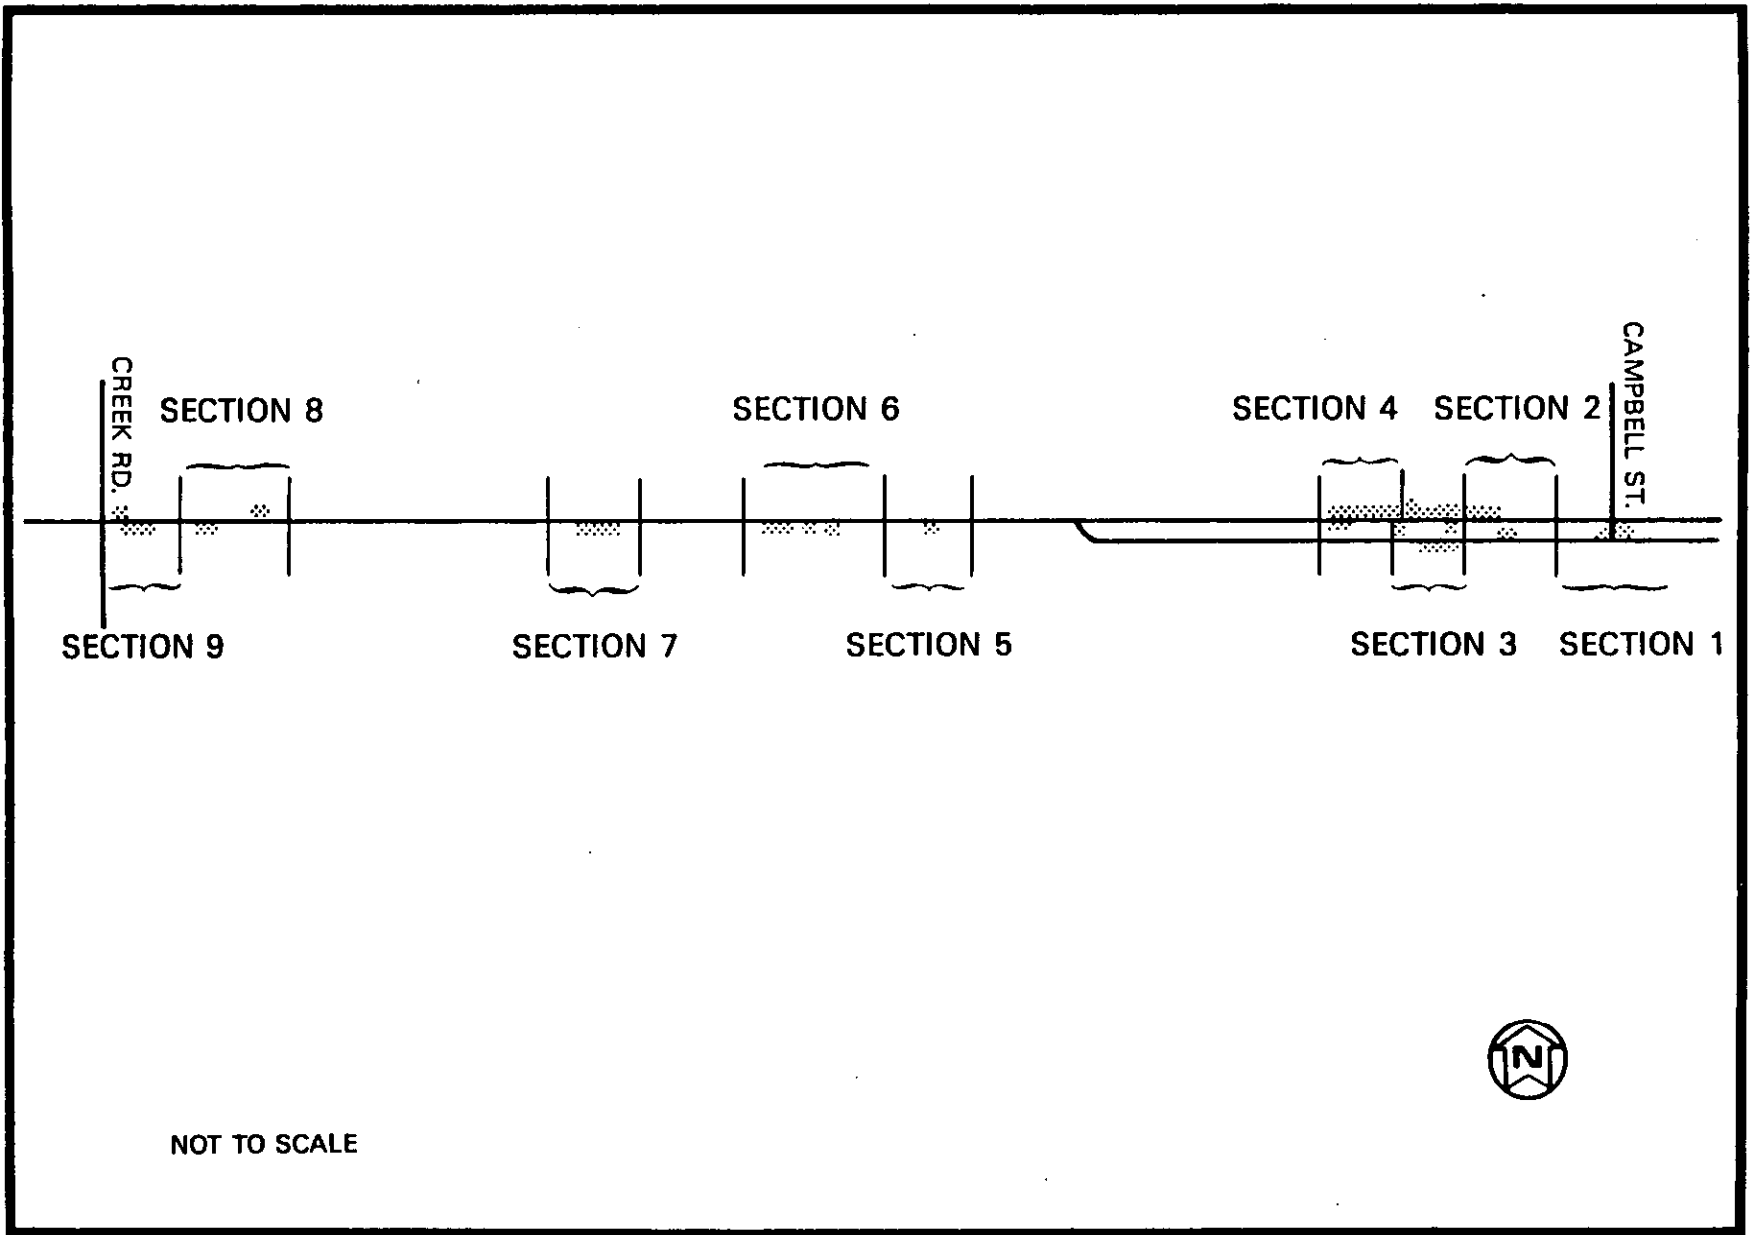 CAMPBELL ST.
CREEK RD.
SECTION 8
SECTION 6
SECTION 4
SECTION 2
SECTION 9
SECTION 7
SECTION 5
SECTION 3
SECTION 1
N
NOT TO SCALE